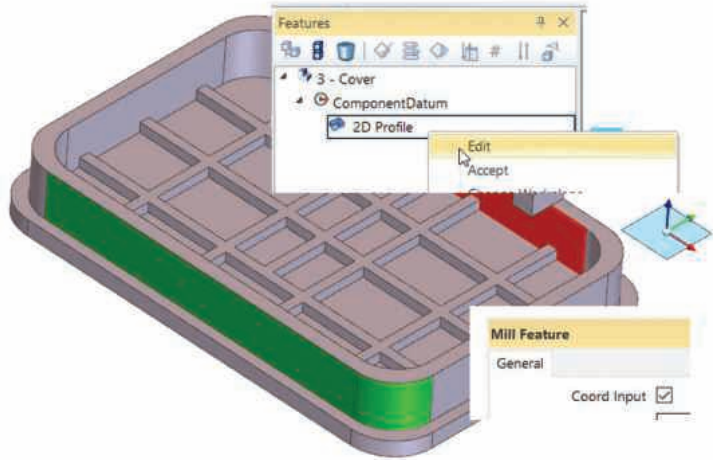 Features
3 - Cover
ComponentDatum
2D Profile
Edit
Accept
Mill Feature
General
Coord Input